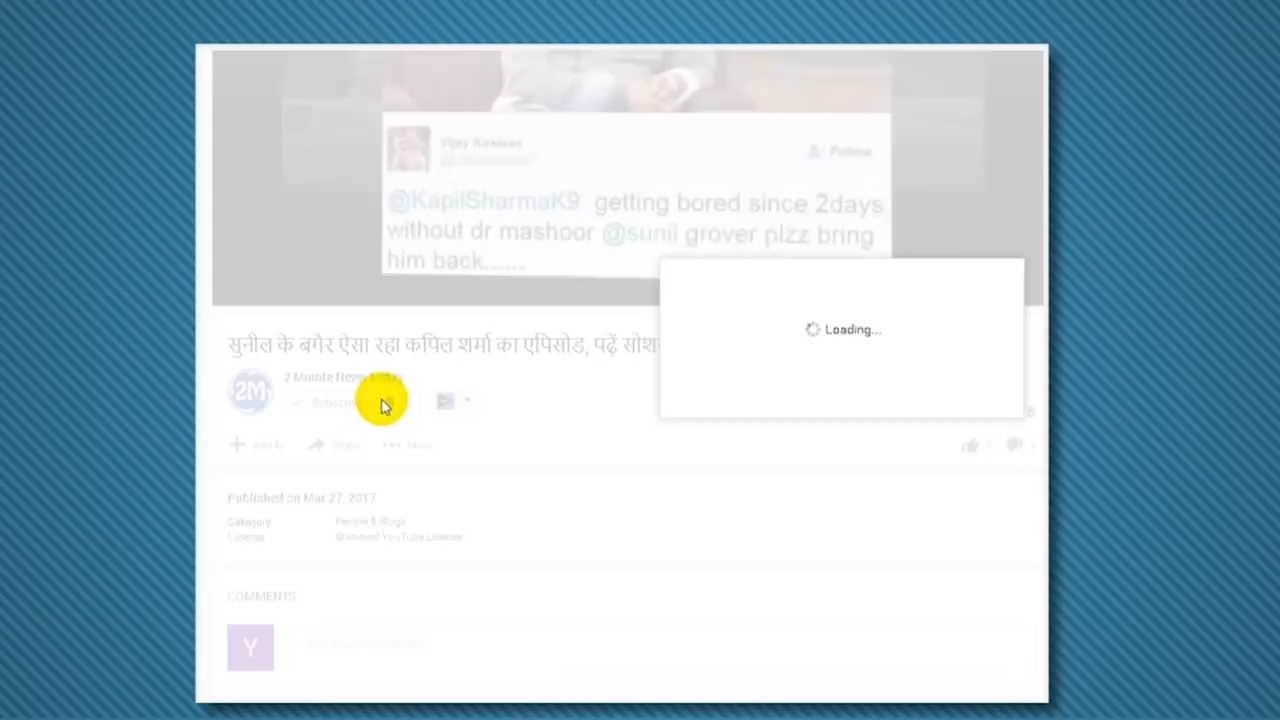 Vijay
Follow
@KapilSharmaK9 getting bored since 2days
without dr mashoor @sunil grover plzz bring
him back......
Loading...
सुनील के बगैर ऐसा रहा कपिल शर्मा का एपिसोड, पढ़ें सोश
2M
2 Minute News
Add to
Share
More
Published on Mar 27, 2017
Category
People & Blogs
License
Standard YouTube License
COMMENTS
Y